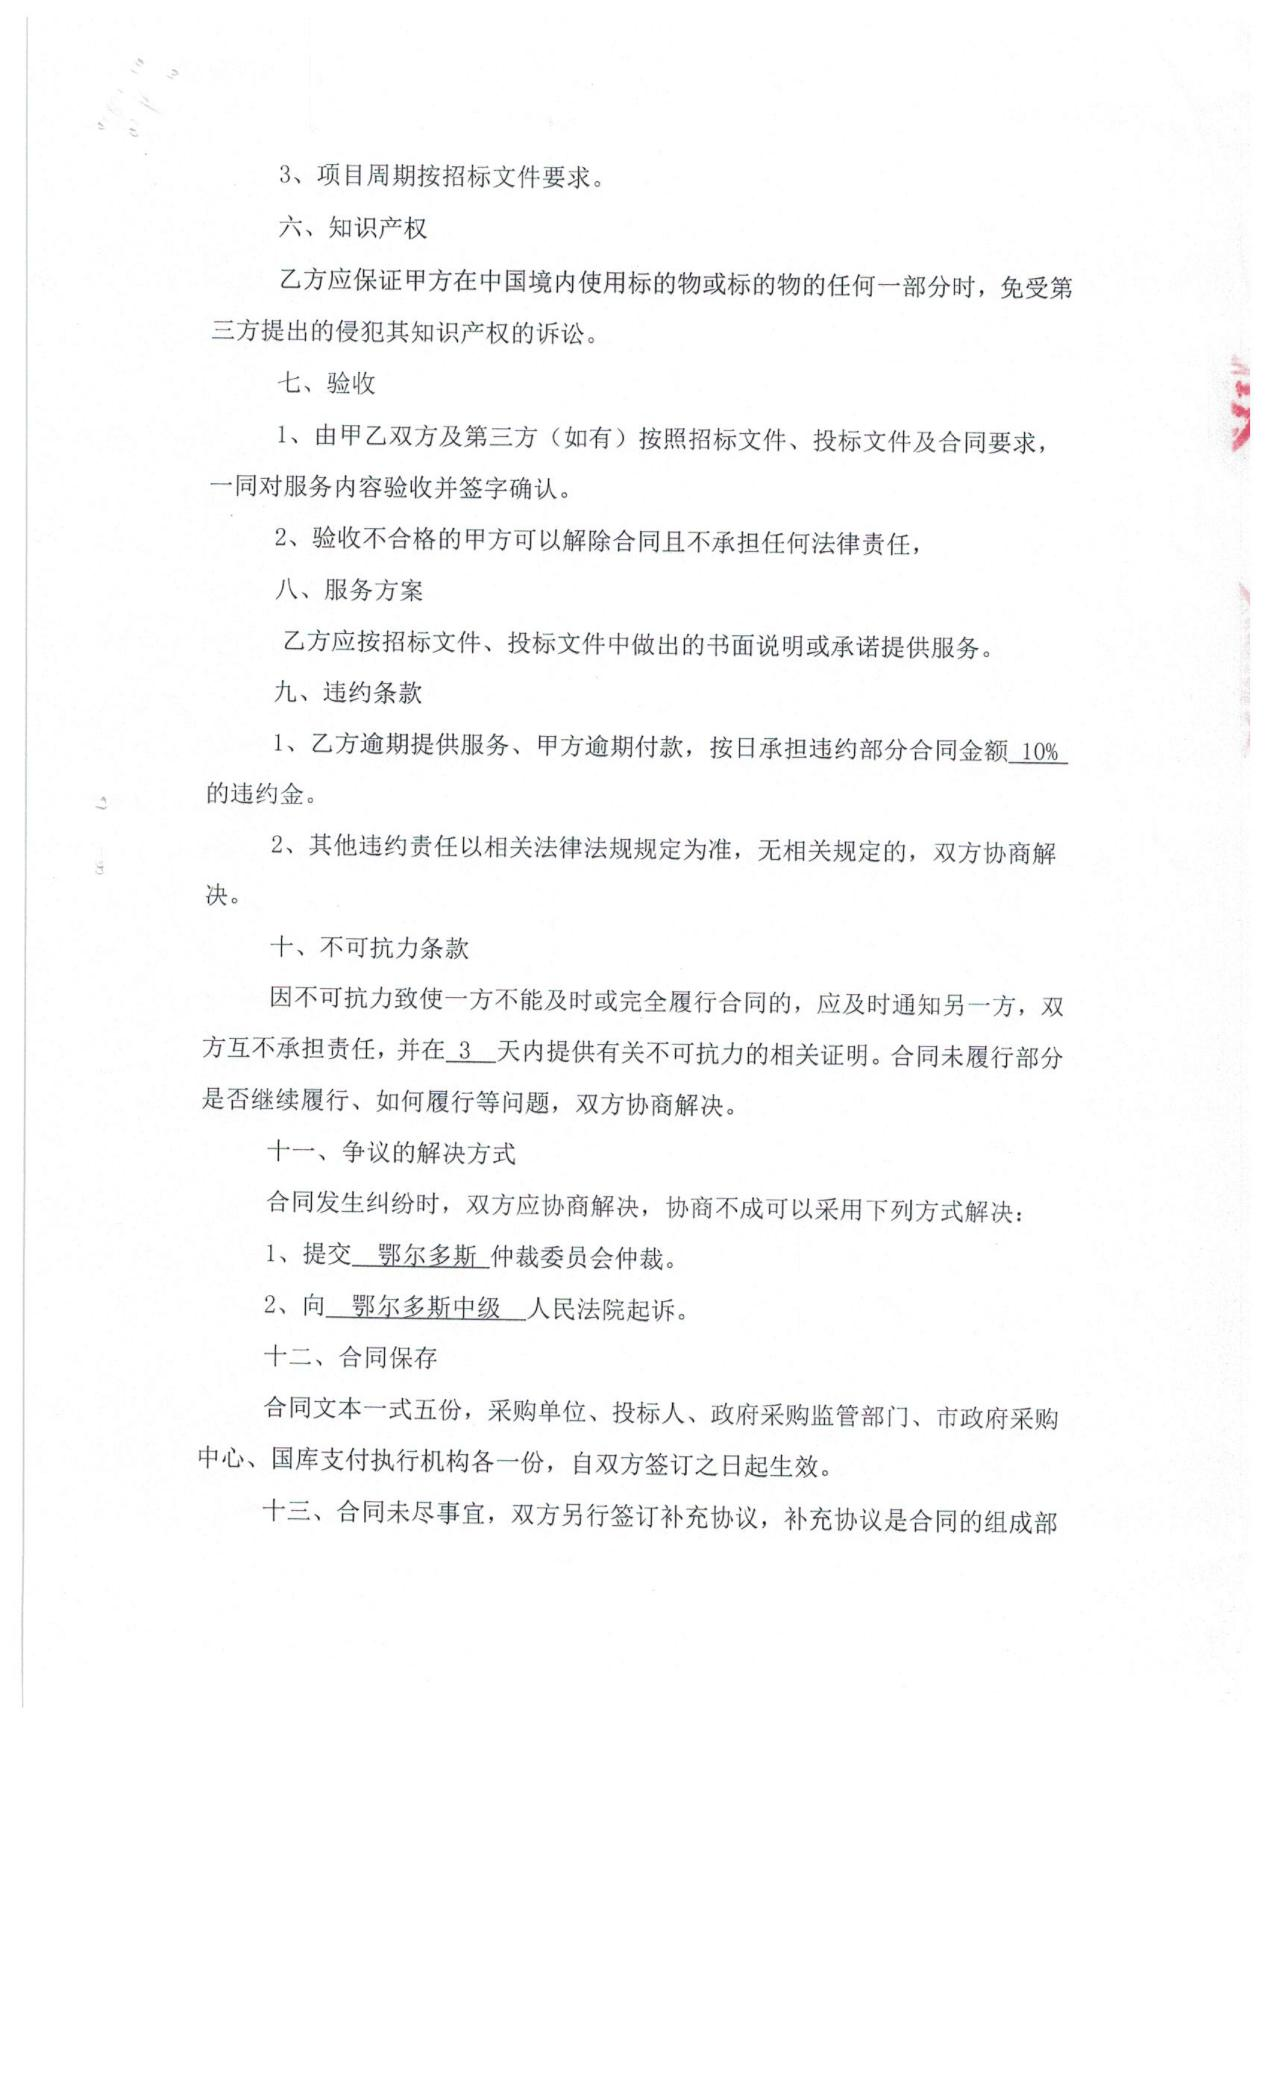 3、项目周期按招标文件要求。
六、知识产权
乙方应保证甲方在中国境内使用标的物或标的物的任何一部分时，免受第
三方提出的侵犯其知识产权的诉讼。
七、验收
1、由甲乙双方及第三方（如有）按照招标文件、投标文件及合同要求，
一同对服务内容验收并签字确认。
2、验收不合格的甲方可以解除合同且不承担任何法律责任，
八、服务方案
乙方应按招标文件、投标文件中做出的书面说明或承诺提供服务。
九、违约条款
1、乙方逾期提供服务、甲方逾期付款，按日承担违约部分合同金额 10%
的违约金。
2、其他违约责任以相关法律法规规定为准，无相关规定的，双方协商解
决。
十、不可抗力条款
因不可抗力致使一方不能及时或完全履行合同的，应及时通知另一方，双
方互不承担责任，并在 3 天内提供有关不可抗力的相关证明。合同未履行部分
是否继续履行、如何履行等问题，双方协商解决。
十一、争议的解决方式
合同发生纠纷时，双方应协商解决，协商不成可以采用下列方式解决：
1、提交 鄂尔多斯 仲裁委员会仲裁。
2、向 鄂尔多斯中级 人民法院起诉。
十二、合同保存
合同文本一式五份，采购单位、投标人、政府采购监管部门、市政府采购
中心、国库支付执行机构各一份，自双方签订之日起生效。
十三、合同未尽事宜，双方另行签订补充协议，补充协议是合同的组成部